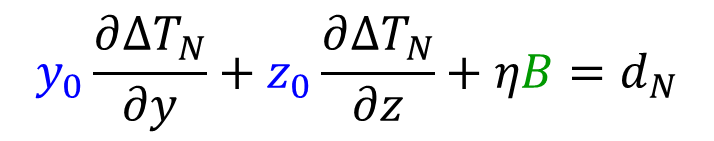 y₀ ∂ΔT_N/∂y + z₀ ∂ΔT_N/∂z + ηB = d_N